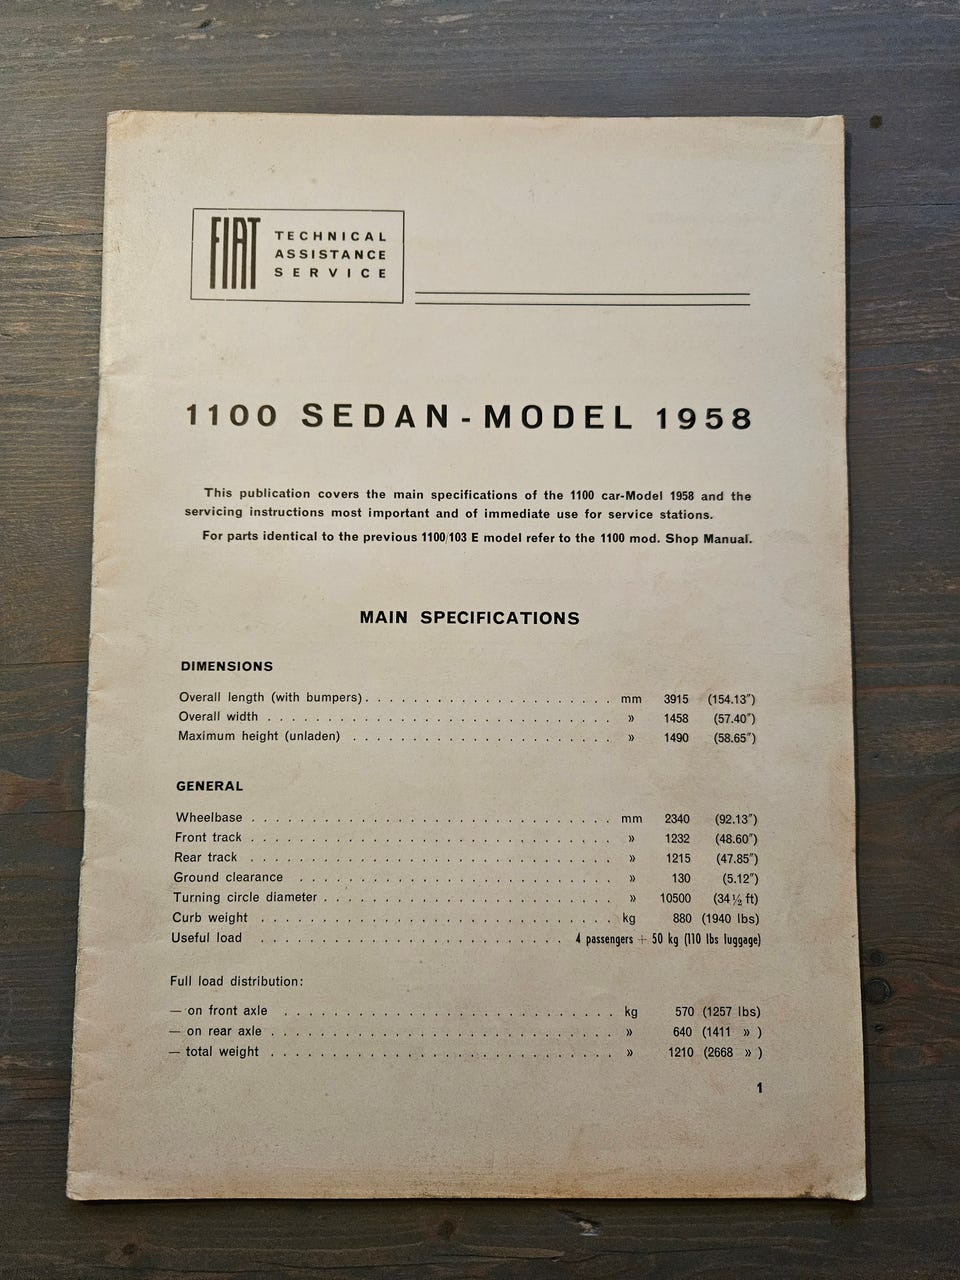 FIAT
TECHNICAL
ASSISTANCE
SERVICE
1100 SEDAN - MODEL 1958
This publication covers the main specifications of the 1100 car-Model 1958 and the
servicing instructions most important and of immediate use for service stations.
For parts identical to the previous 1100/103 E model refer to the 1100 mod. Shop Manual.
MAIN SPECIFICATIONS
DIMENSIONS
Overall length (with bumpers) . . . . . . . . . . . . . . . . . . . . mm 3915 (154.13″)
Overall width . . . . . . . . . . . . . . . . . . . . . . . . . . . » 1458 (57.40″)
Maximum height (unladen) . . . . . . . . . . . . . . . . . . . . . » 1490 (58.65″)
GENERAL
Wheelbase . . . . . . . . . . . . . . . . . . . . . . . . . . . . mm 2340 (92.13″)
Front track . . . . . . . . . . . . . . . . . . . . . . . . . . . . » 1232 (48.60″)
Rear track . . . . . . . . . . . . . . . . . . . . . . . . . . . . » 1215 (47.85″)
Ground clearance . . . . . . . . . . . . . . . . . . . . . . . . » 130 (5.12″)
Turning circle diameter . . . . . . . . . . . . . . . . . . . . . . » 10500 (34 ½ ft)
Curb weight . . . . . . . . . . . . . . . . . . . . . . . . . . . kg 880 (1940 lbs)
Useful load . . . . . . . . . . . . . . . . . . . . . . . 4 passengers + 50 kg (110 lbs luggage)
Full load distribution:
— on front axle . . . . . . . . . . . . . . . . . . . . . . . . . kg 570 (1257 lbs)
— on rear axle . . . . . . . . . . . . . . . . . . . . . . . . . . » 640 (1411 » )
— total weight . . . . . . . . . . . . . . . . . . . . . . . . . . » 1210 (2668 » )
1